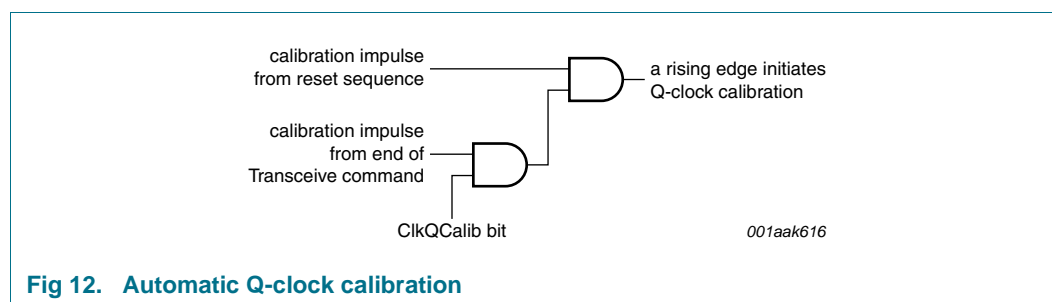 calibration impulse
from reset sequence
a rising edge initiates
Q-clock calibration
calibration impulse
from end of
Transceive command
ClkQCalib bit
001aak616
Fig 12. Automatic Q-clock calibration